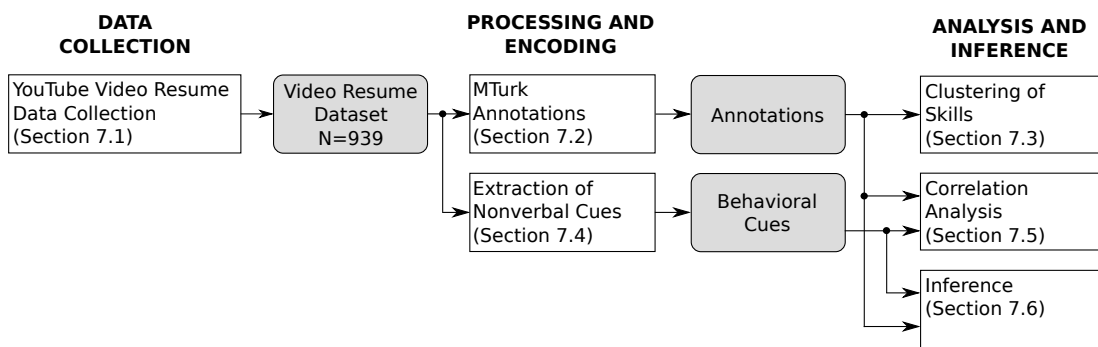 DATA
COLLECTION
PROCESSING AND
ENCODING
ANALYSIS AND
INFERENCE
YouTube Video Resume
Data Collection
(Section 7.1)
Video Resume
Dataset
N=939
MTurk
Annotations
(Section 7.2)
Annotations
Clustering of
Skills
(Section 7.3)
Extraction of
Nonverbal Cues
(Section 7.4)
Behavioral
Cues
Correlation
Analysis
(Section 7.5)
Inference
(Section 7.6)